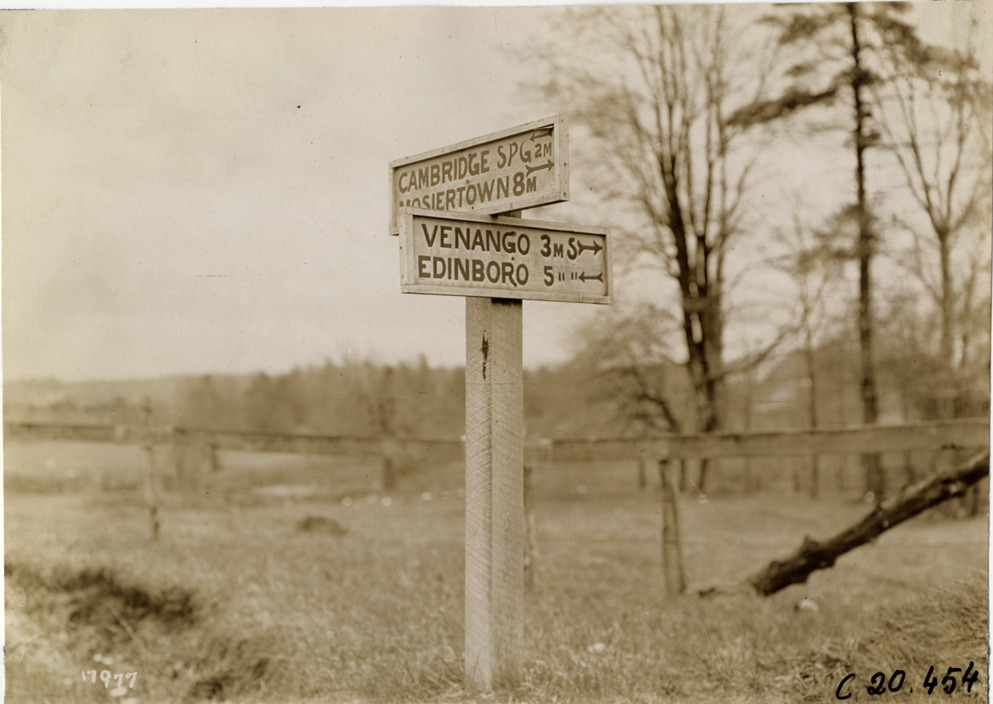 CAMBRIDGE SPG 2M
MOSIERTOWN 8M
VENANGO 3M S
EDINBORO 5 " "
17977
C 20.454